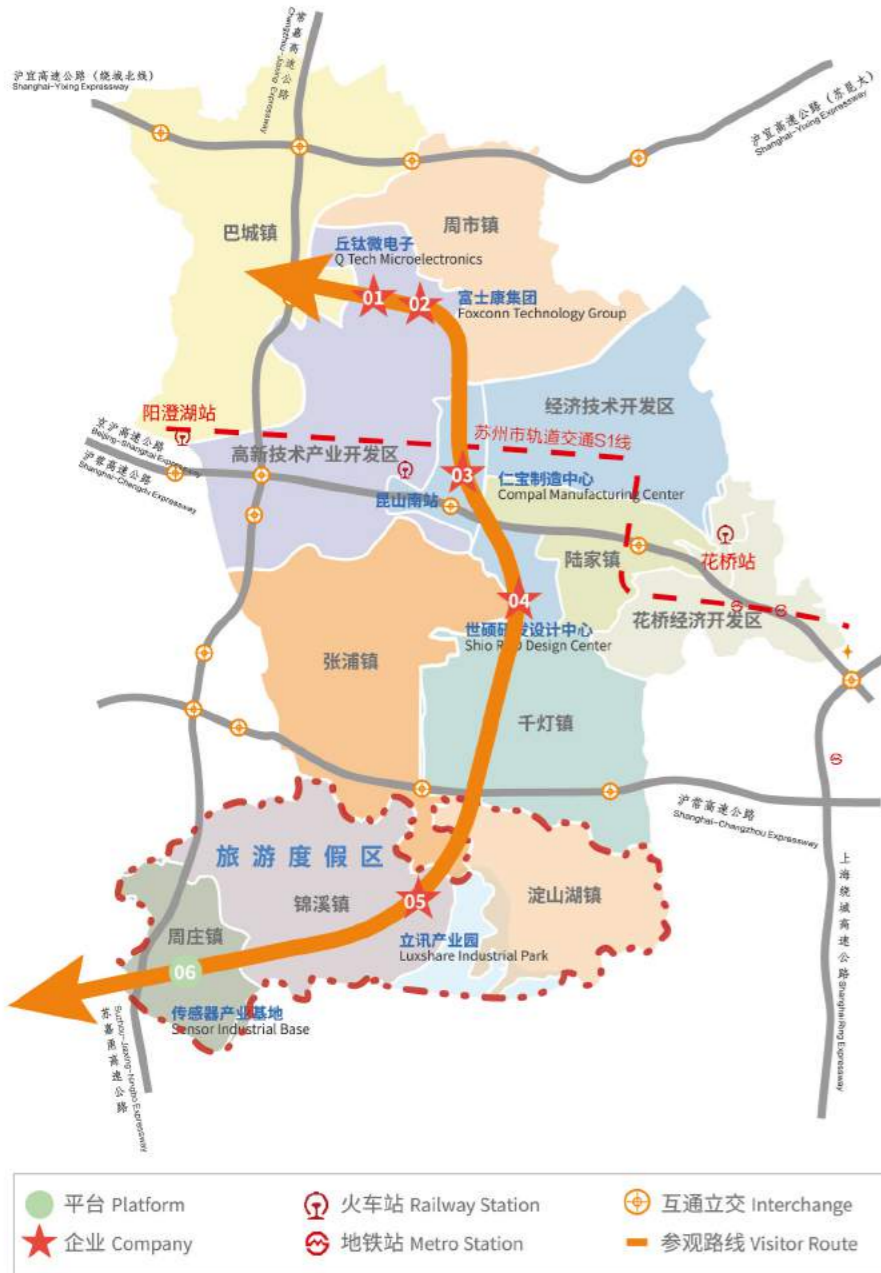 常嘉高速公路
Changzhou-Jiaxing Expressway
沪宜高速公路（绕城北线）
Shanghai-Yixing Expressway
沪宜高速公路（苏昆太）
Shanghai-Yixing Expressway
巴城镇
周市镇
丘钛微电子
Q Tech Microelectronics
01
02
富士康集团
Foxconn Technology Group
经济技术开发区
阳澄湖站
苏州市轨道交通S1线
京沪高速公路
Beijing-Shanghai Expressway
沪蓉高速公路
Shanghai-Chengdu Expressway
高新技术产业开发区
03
仁宝制造中心
Compal Manufacturing Center
昆山南站
陆家镇
花桥站
花桥经济开发区
04
世硕研发设计中心
Shio R&D Design Center
张浦镇
千灯镇
沪常高速公路
Shanghai-Changzhou Expressway
旅游度假区
锦溪镇
05
淀山湖镇
周庄镇
立讯产业园
Luxshare Industrial Park
06
传感器产业基地
Sensor Industrial Base
苏嘉甬高速公路
Suzhou-Jiaxing-Ningbo Expressway
上海绕城高速公路
Shanghai Ring Expressway
平台 Platform
火车站 Railway Station
互通立交 Interchange
企业 Company
地铁站 Metro Station
参观路线 Visitor Route